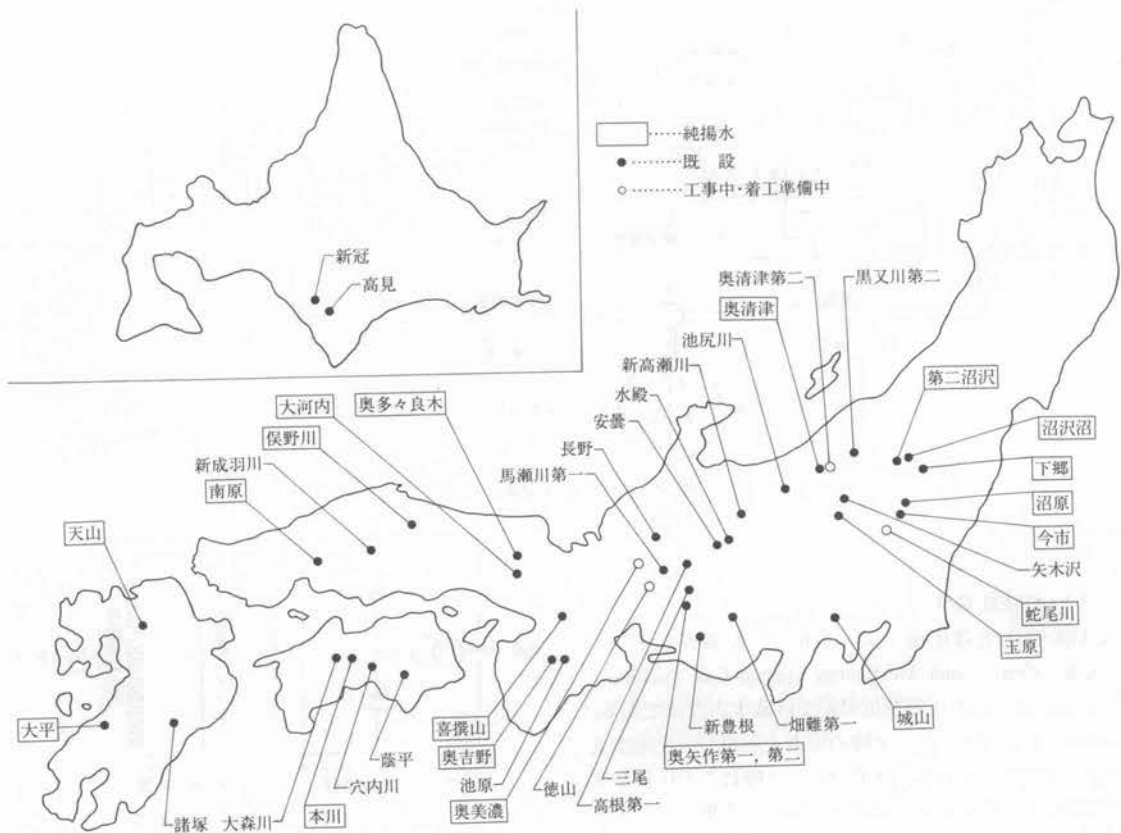 純揚水
既 設
工事中・着工準備中
新冠
高見
奥清津第二
黒又川第二
奥清津
池尻川
新高瀬川
水殿
安曇
長野
馬瀬川第一
第二沼沢
沼沢沼
下郷
沼原
今市
矢木沢
蛇尾川
玉原
大河内
奥多々良木
俣野川
新成羽川
南原
天山
大平
諸塚
大森川
本川
穴内川
蔭平
喜撰山
奥吉野
池原
奥美濃
徳山
高根第一
三尾
奥矢作第一，第二
新豊根
畑薙第一
城山